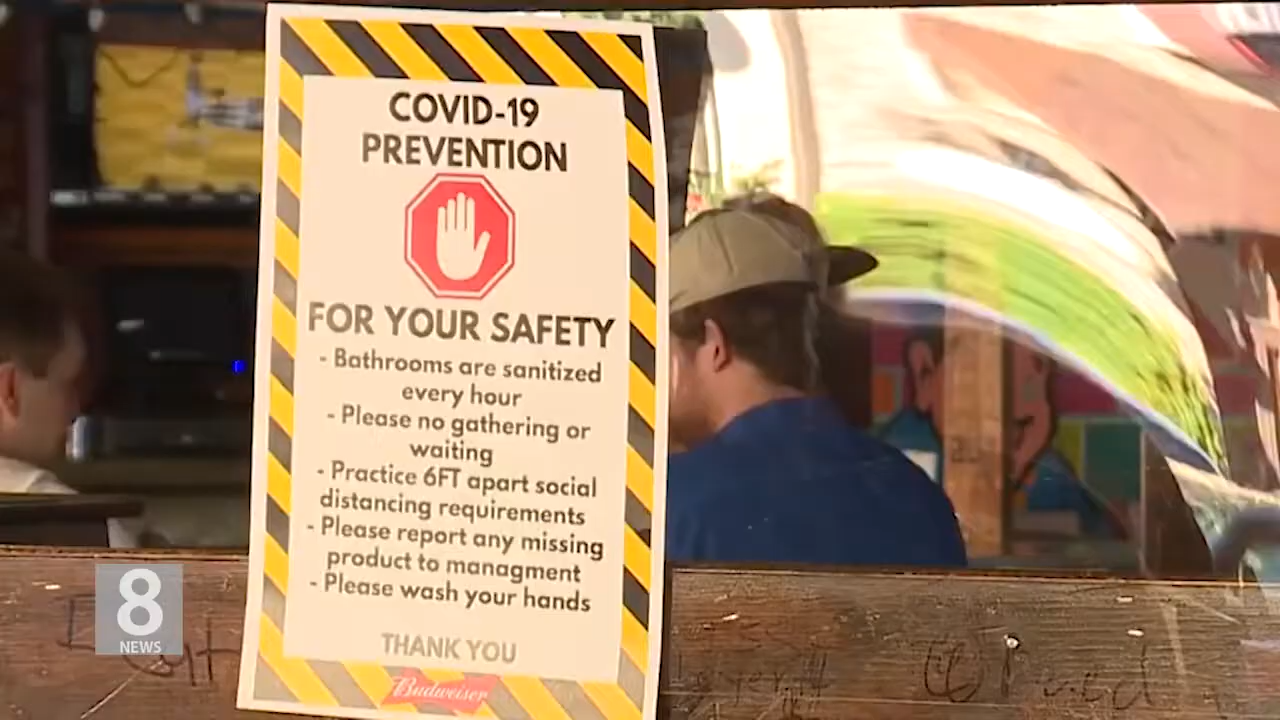 COVID-19
PREVENTION
FOR YOUR SAFETY
- Bathrooms are sanitized
every hour
- Please no gathering or
waiting
- Practice 6FT apart social
distancing requirements
- Please report any missing
product to managment
- Please wash your hands
THANK YOU
Budweiser
8
NEWS